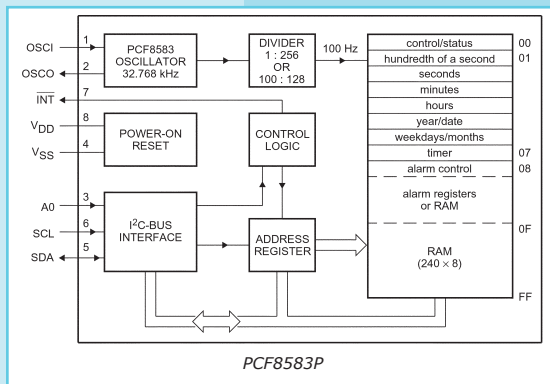 OSCI
1
OSCO
2
PCF8583
OSCILLATOR
32.768 kHz
DIVIDER
1 : 256
OR
100 : 128
100 Hz
control/status
00
hundredth of a second
01
seconds
minutes
hours
year/date
weekdays/months
timer
07
alarm control
08
alarm registers
or RAM
0F
RAM
(240 × 8)
FF
INT
7
VDD
8
VSS
4
POWER-ON
RESET
CONTROL
LOGIC
A0
3
SCL
6
SDA
5
I²C-BUS
INTERFACE
ADDRESS
REGISTER
PCF8583P